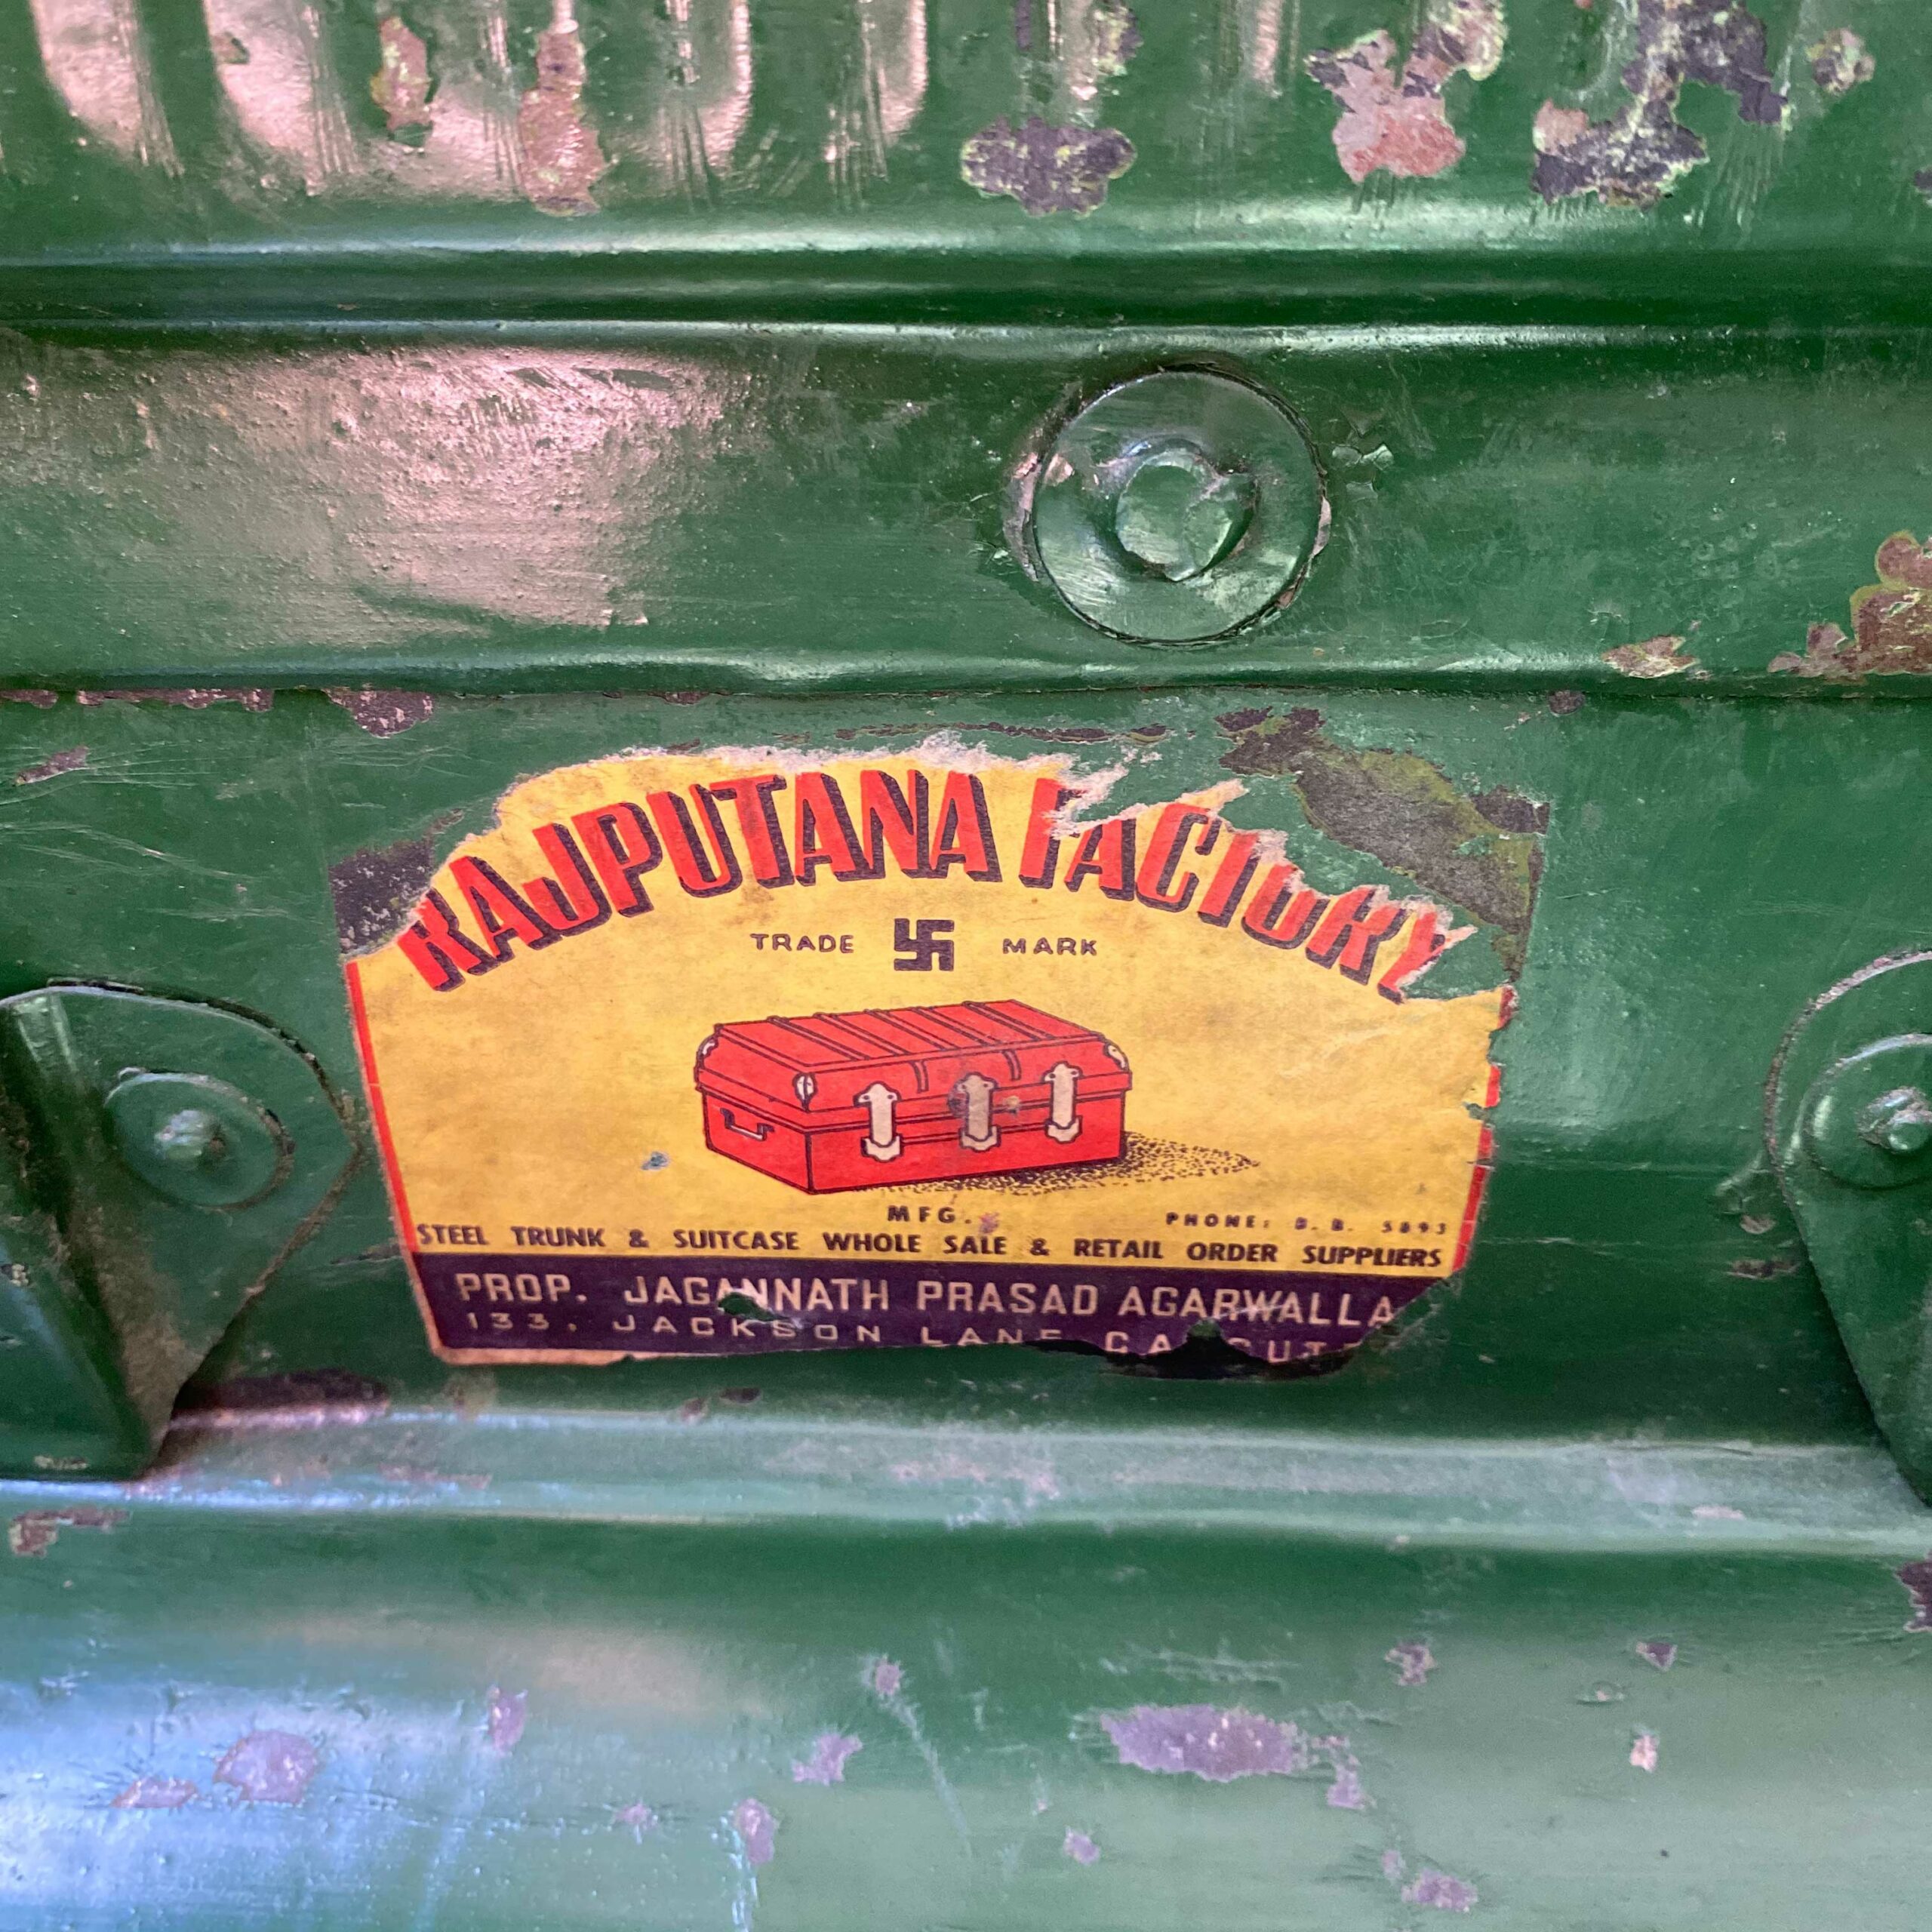 RAJPUTANA FACTORY
TRADE 卐 MARK
MFG.
PHONE: B. B. 5893
STEEL TRUNK & SUITCASE WHOLE SALE & RETAIL ORDER SUPPLIERS
PROP. JAGANNATH PRASAD AGARWALLA
133, JACKSON LANE